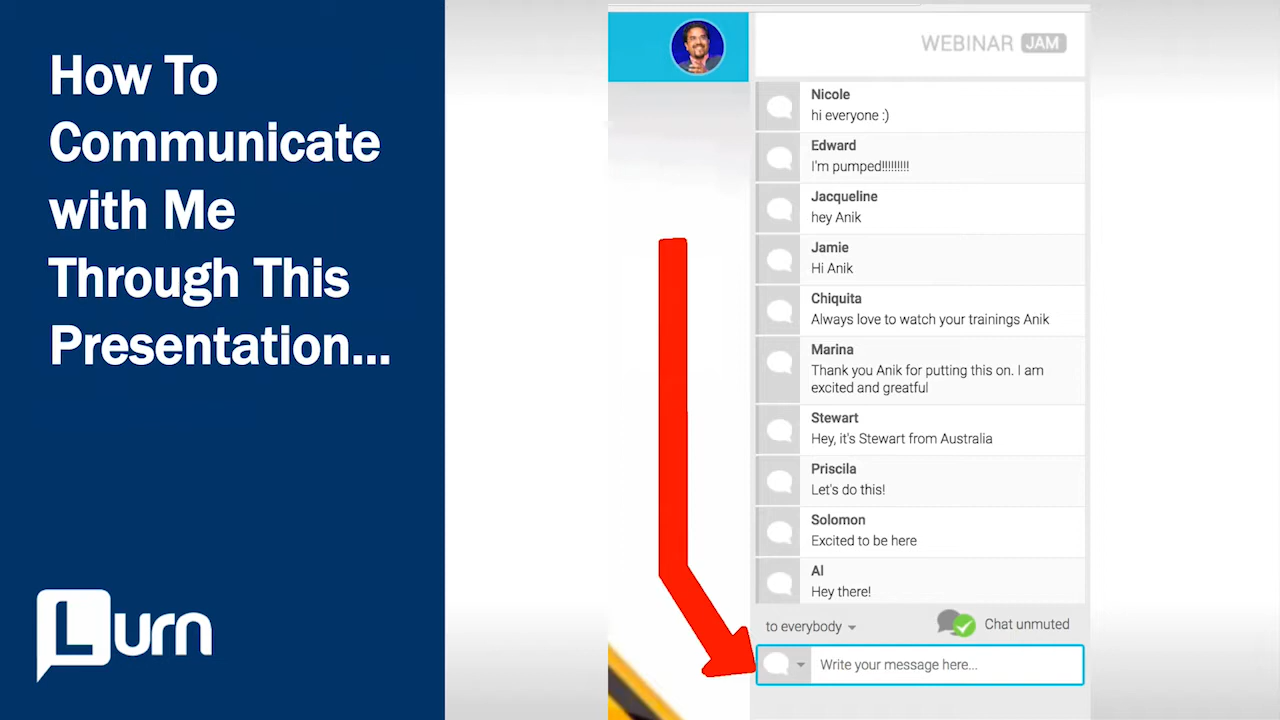 How To
Communicate
with Me
Through This
Presentation...
Lurn
WEBINAR JAM
Nicole
hi everyone :)
Edward
I'm pumped!!!!!!!!!
Jacqueline
hey Anik
Jamie
Hi Anik
Chiquita
Always love to watch your trainings Anik
Marina
Thank you Anik for putting this on. I am
excited and greatful
Stewart
Hey, it's Stewart from Australia
Priscila
Let's do this!
Solomon
Excited to be here
Al
Hey there!
to everybody
Chat unmuted
Write your message here...